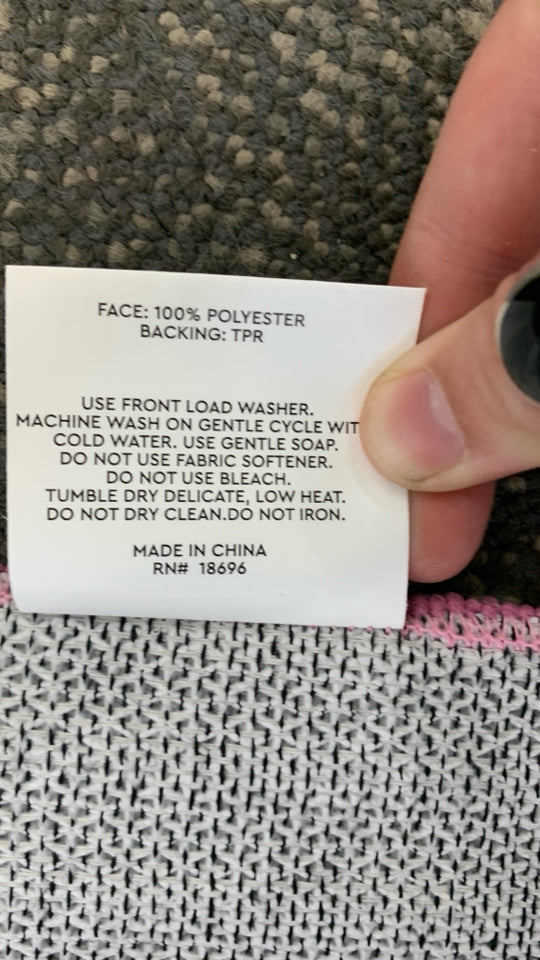 FACE: 100% POLYESTER
BACKING: TPR
USE FRONT LOAD WASHER.
MACHINE WASH ON GENTLE CYCLE WIT
COLD WATER. USE GENTLE SOAP.
DO NOT USE FABRIC SOFTENER.
DO NOT USE BLEACH.
TUMBLE DRY DELICATE, LOW HEAT.
DO NOT DRY CLEAN.DO NOT IRON.
MADE IN CHINA
RN# 18696